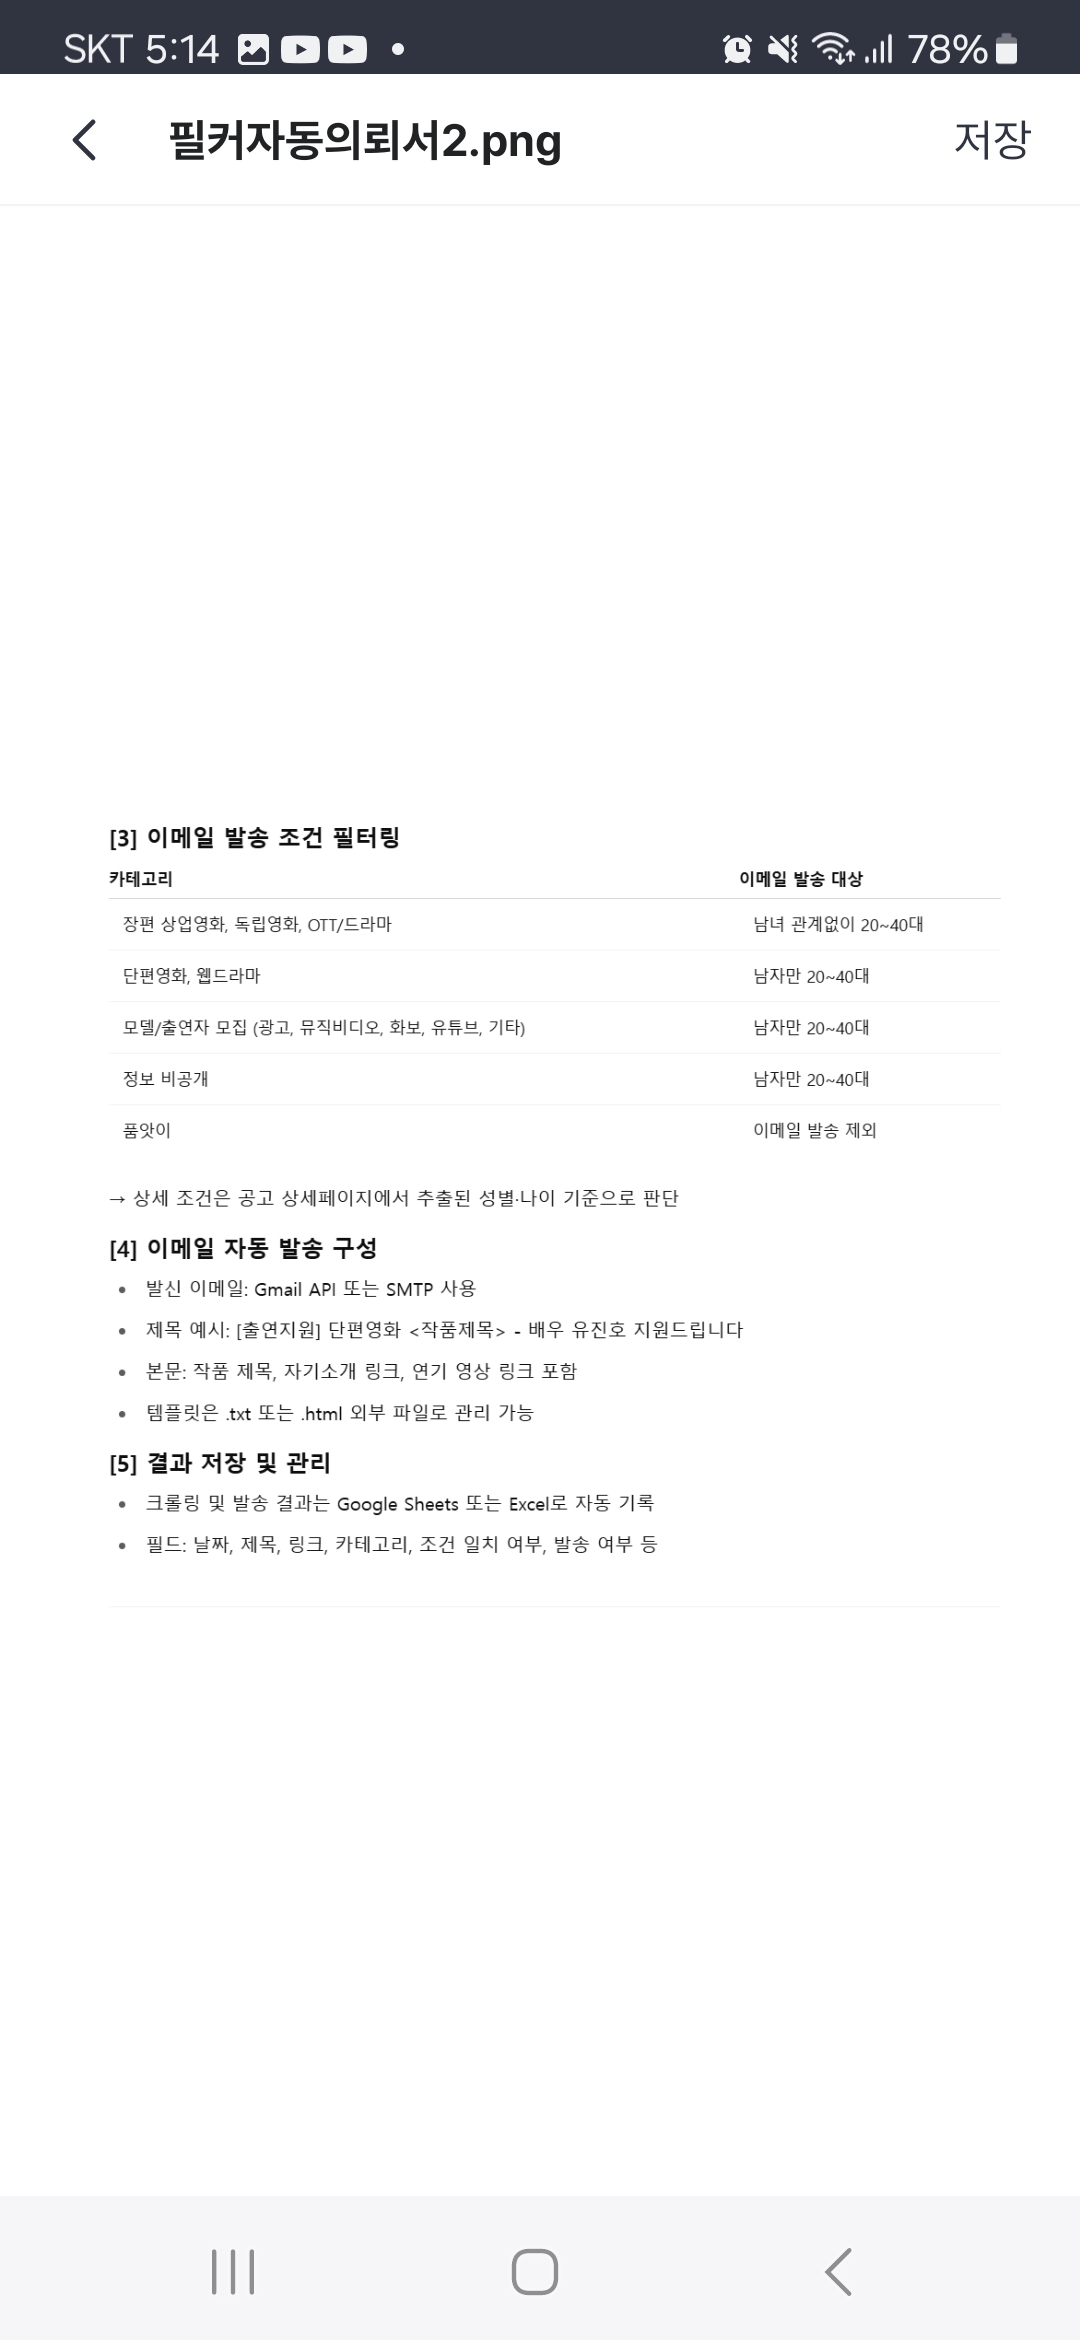 SKT 5:14
78%
필커자동의뢰서2.png 저장
[3] 이메일 발송 조건 필터링
카테고리 이메일 발송 대상
장편 상업영화, 독립영화, OTT/드라마 남녀 관계없이 20~40대
단편영화, 웹드라마 남자만 20~40대
모델/출연자 모집 (광고, 뮤직비디오, 화보, 유튜브, 기타) 남자만 20~40대
정보 비공개 남자만 20~40대
품앗이 이메일 발송 제외
→ 상세 조건은 공고 상세페이지에서 추출된 성별·나이 기준으로 판단
[4] 이메일 자동 발송 구성
• 발신 이메일: Gmail API 또는 SMTP 사용
• 제목 예시: [출연지원] 단편영화 <작품제목> - 배우 유진호 지원드립니다
• 본문: 작품 제목, 자기소개 링크, 연기 영상 링크 포함
• 템플릿은 .txt 또는 .html 외부 파일로 관리 가능
[5] 결과 저장 및 관리
• 크롤링 및 발송 결과는 Google Sheets 또는 Excel로 자동 기록
• 필드: 날짜, 제목, 링크, 카테고리, 조건 일치 여부, 발송 여부 등